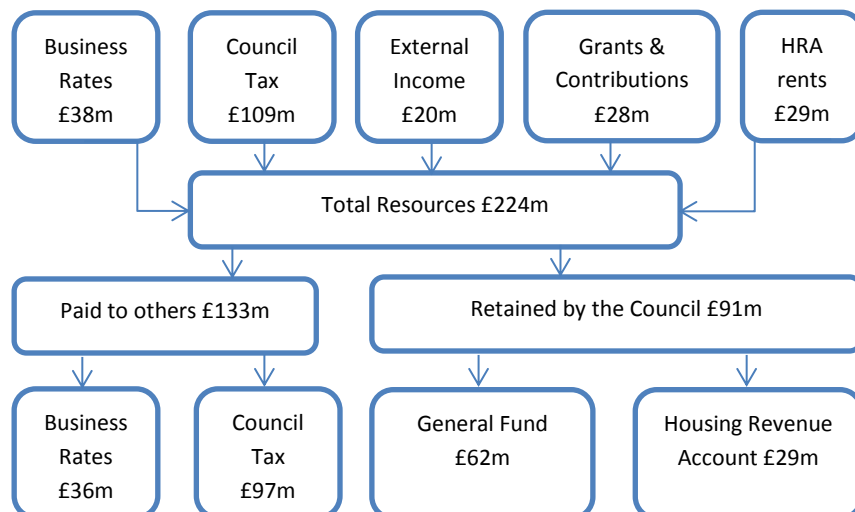 Business
Rates
£38m
Council
Tax
£109m
External
Income
£20m
Grants &
Contributions
£28m
HRA
rents
£29m
Total Resources £224m
Paid to others £133m
Retained by the Council £91m
Business
Rates
£36m
Council
Tax
£97m
General Fund
£62m
Housing Revenue
Account £29m